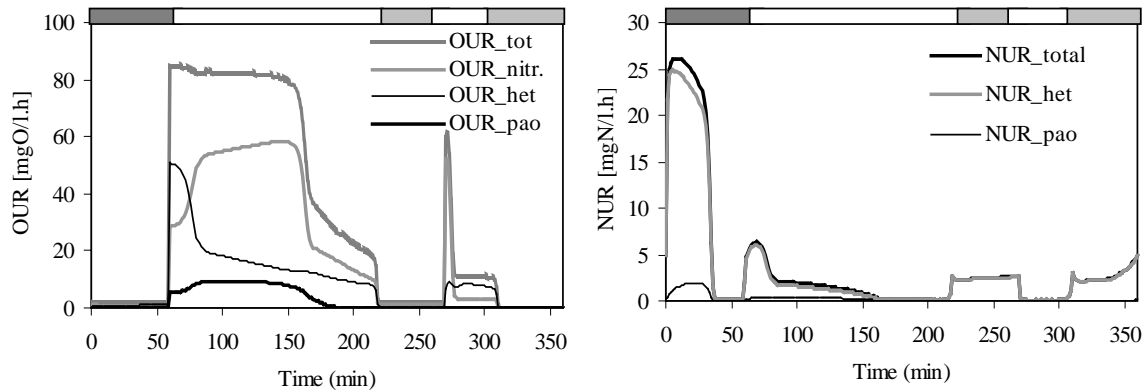 100
80
60
40
20
0
OUR [mgO/l.h]
OUR_tot
OUR_nitr.
OUR_het
OUR_pao
0 50 100 150 200 250 300 350
Time (min)
30
25
20
15
10
5
0
NUR [mgN/l.h]
NUR_total
NUR_het
NUR_pao
0 50 100 150 200 250 300 350
Time (min)